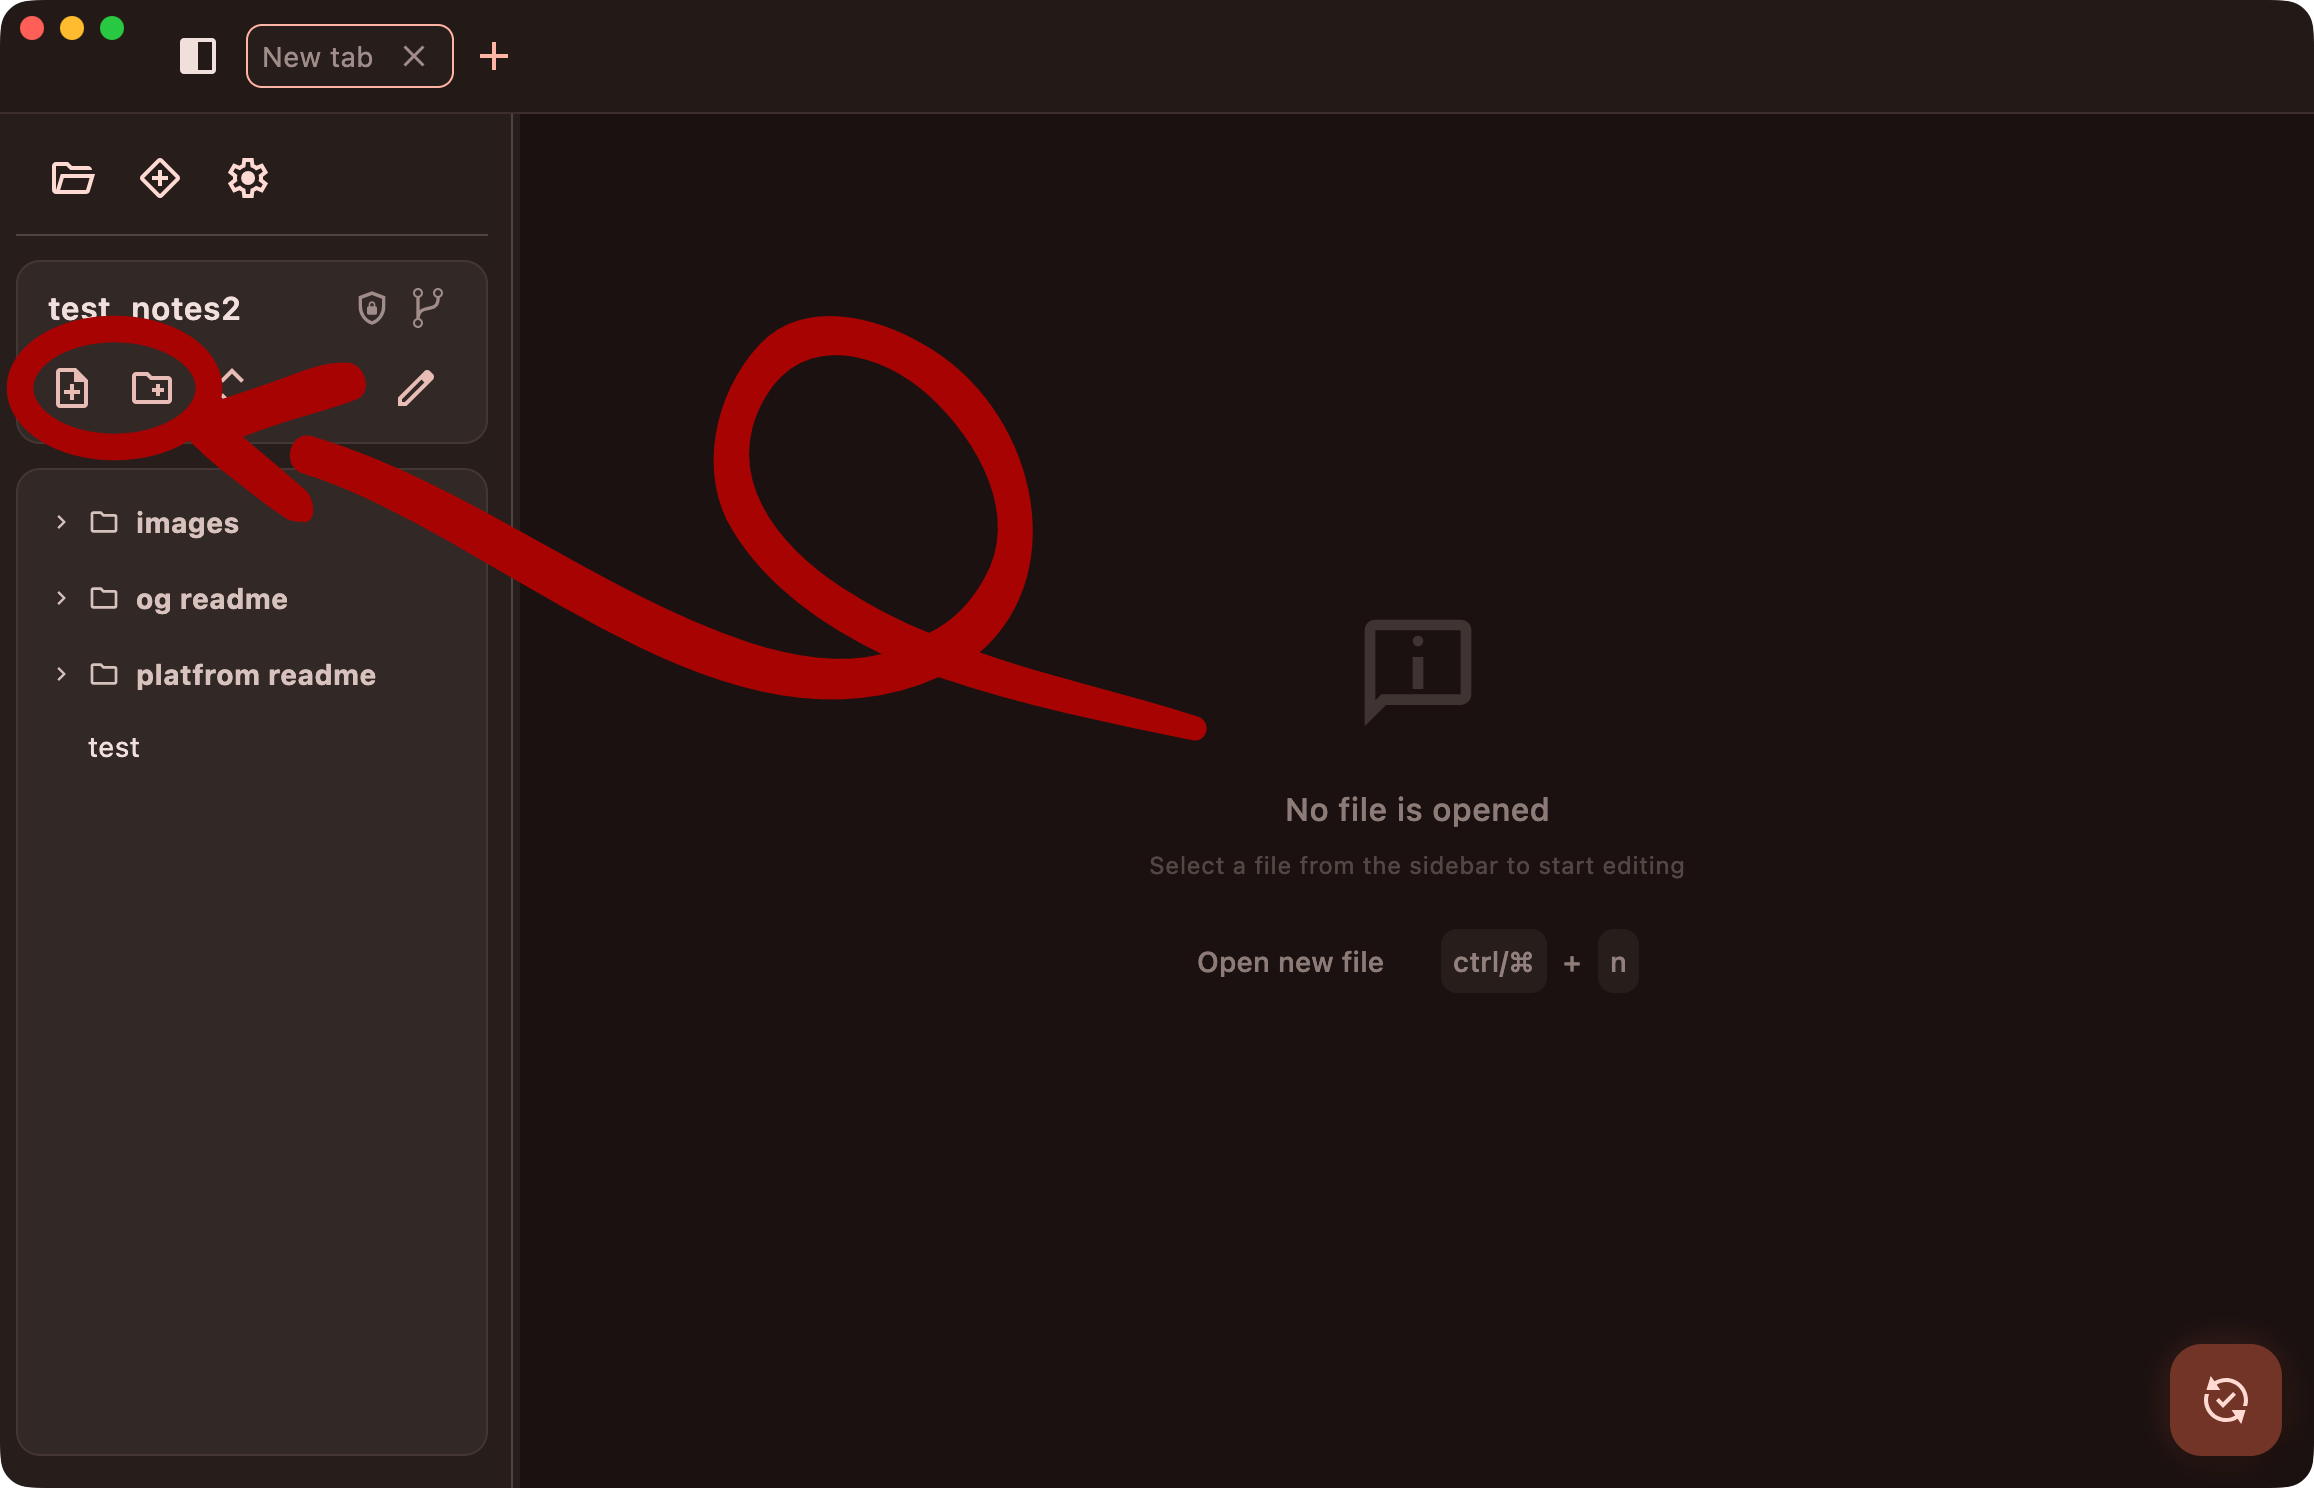 New tab
test_notes2
images
og readme
platfrom readme
test
No file is opened
Select a file from the sidebar to start editing
Open new file ctrl/⌘ + n